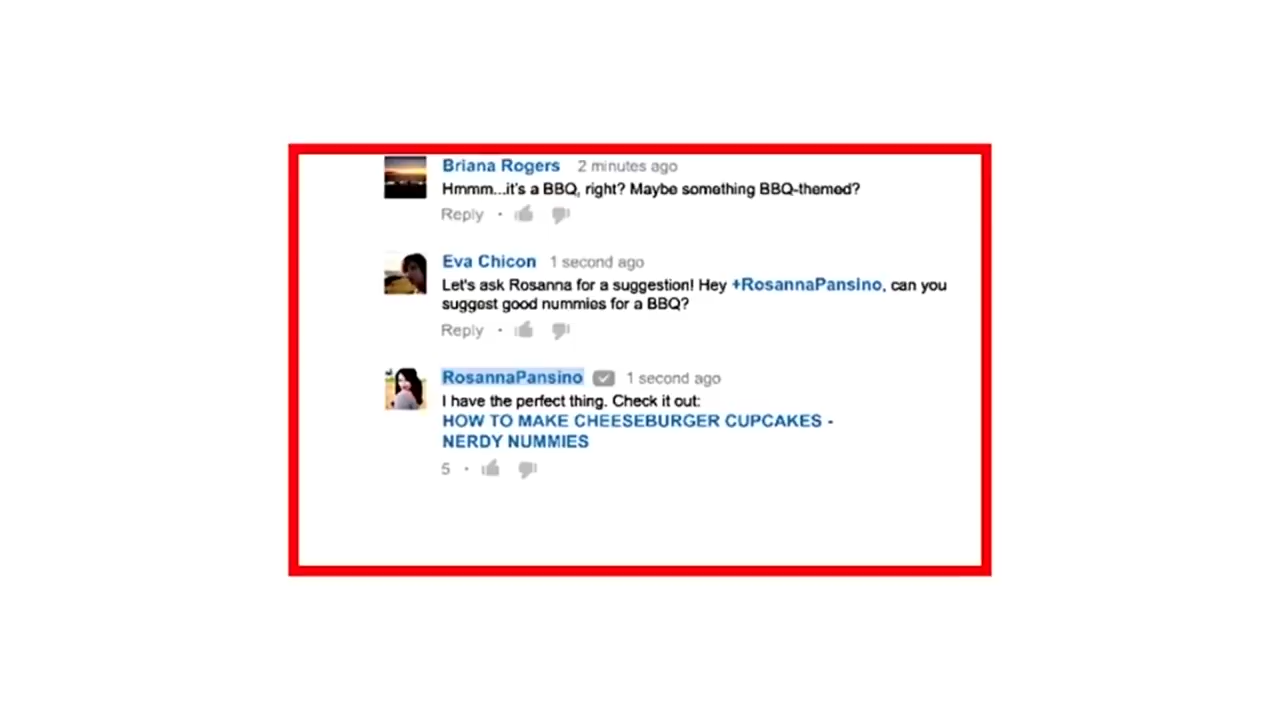 Briana Rogers 2 minutes ago
Hmmm...it's a BBQ, right? Maybe something BBQ-themed?
Reply ·
Eva Chicon 1 second ago
Let's ask Rosanna for a suggestion! Hey +RosannaPansino, can you
suggest good nummies for a BBQ?
Reply ·
RosannaPansino 1 second ago
I have the perfect thing. Check it out:
HOW TO MAKE CHEESEBURGER CUPCAKES -
NERDY NUMMIES
5 ·